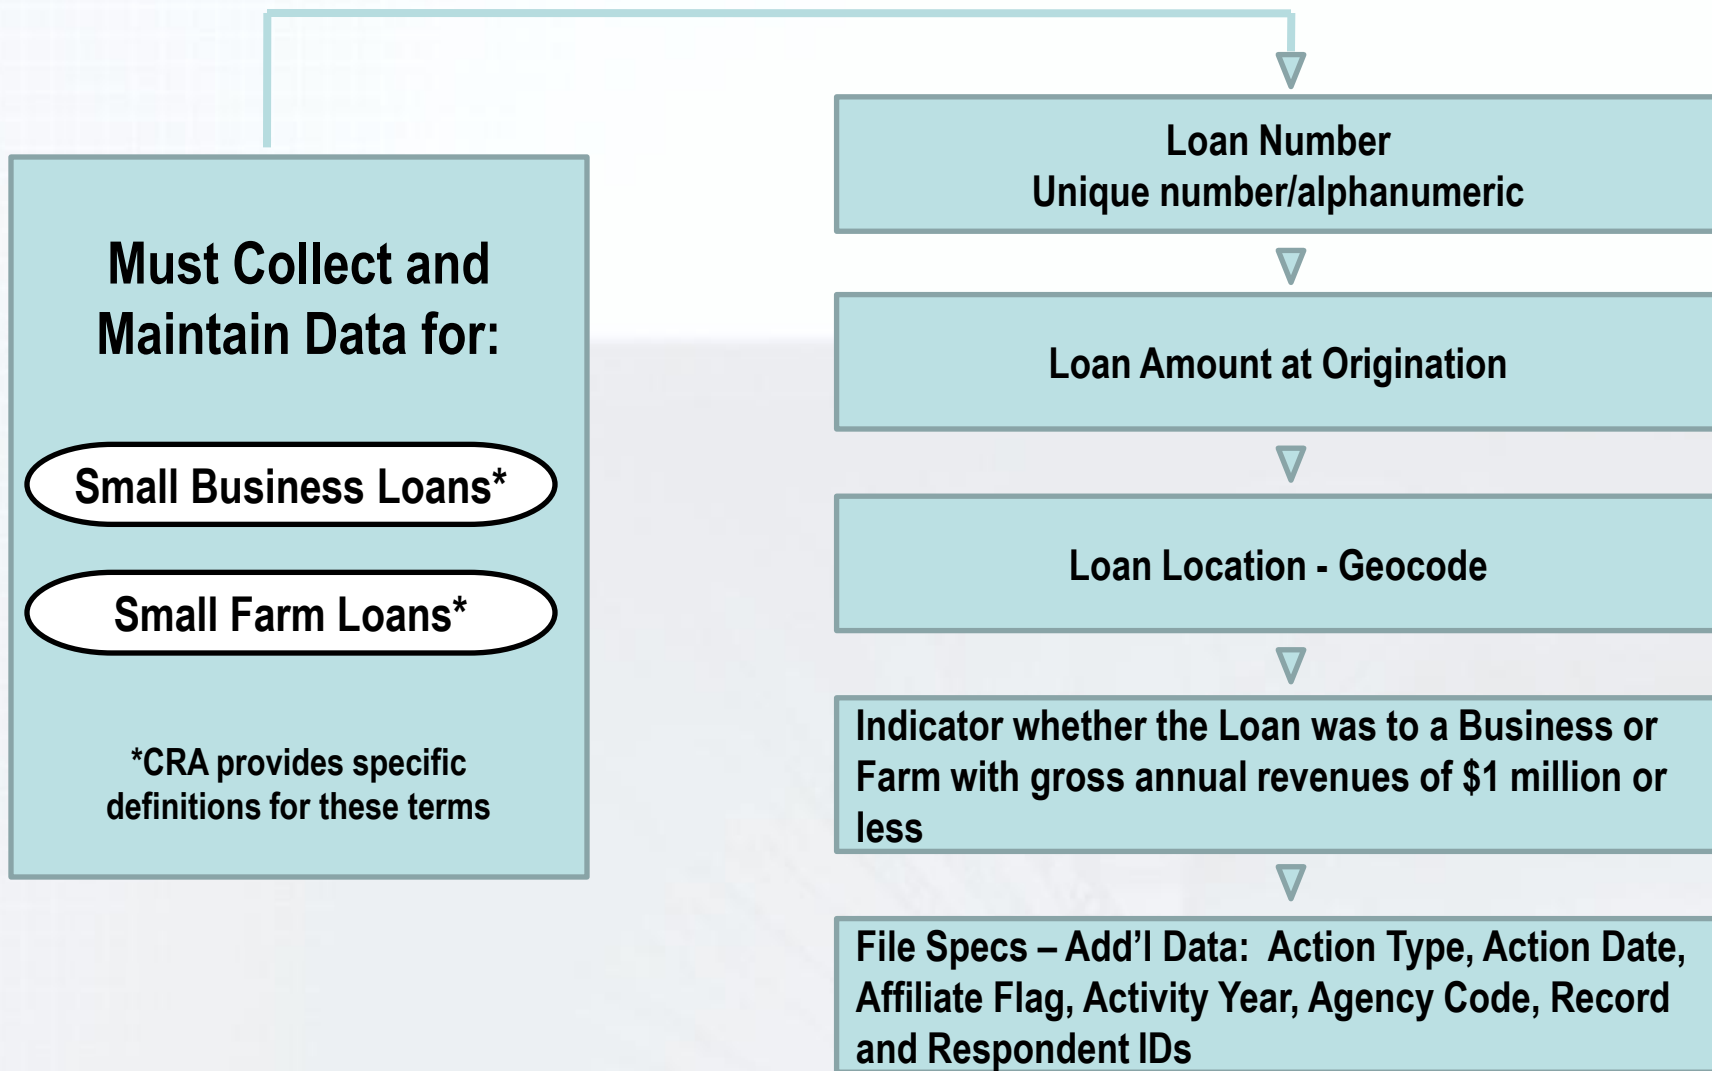 Must Collect and
Maintain Data for:
Small Business Loans*
Small Farm Loans*
*CRA provides specific
definitions for these terms
Loan Number
Unique number/alphanumeric
Loan Amount at Origination
Loan Location - Geocode
Indicator whether the Loan was to a Business or
Farm with gross annual revenues of $1 million or
less
File Specs – Add’l Data:  Action Type, Action Date,
Affiliate Flag, Activity Year, Agency Code, Record
and Respondent IDs